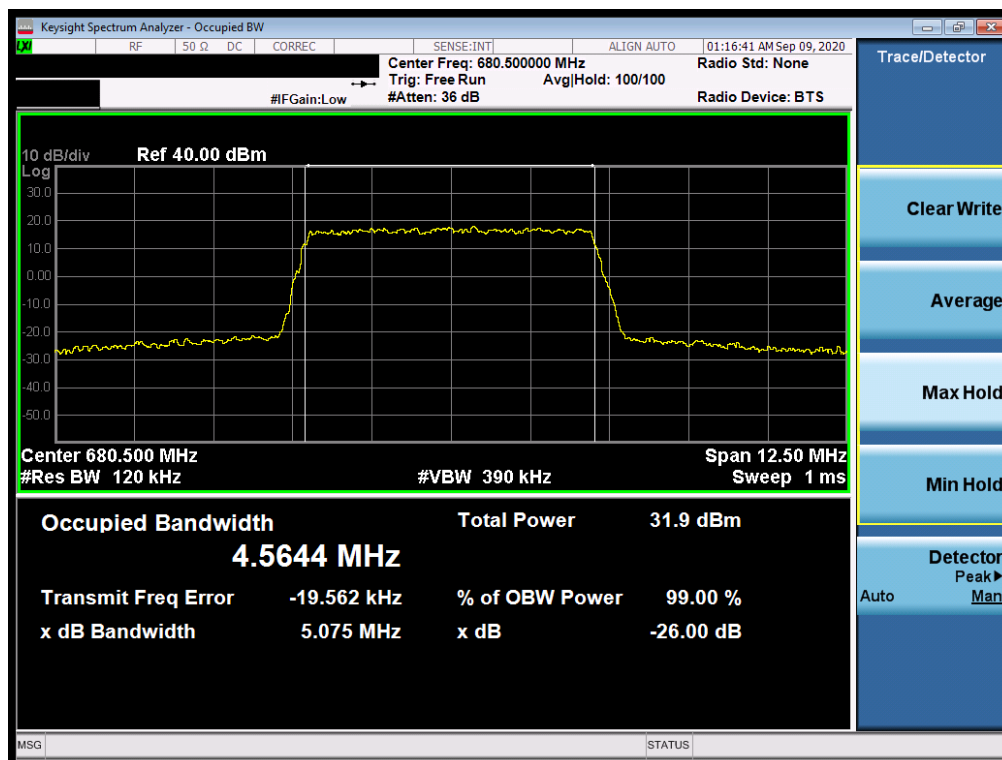 Keysight Spectrum Analyzer - Occupied BW
LXI RF 50 Ω DC CORREC SENSE:INT ALIGN AUTO 01:16:41 AM Sep 09, 2020
Center Freq: 680.500000 MHz Radio Std: None
Trig: Free Run Avg|Hold: 100/100
#IFGain:Low #Atten: 36 dB Radio Device: BTS
10 dB/div Ref 40.00 dBm
Log
30.0
20.0
10.0
0.00
-10.0
-20.0
-30.0
-40.0
-50.0
Center 680.500 MHz Span 12.50 MHz
#Res BW 120 kHz #VBW 390 kHz Sweep 1 ms
Occupied Bandwidth Total Power 31.9 dBm
4.5644 MHz
Transmit Freq Error -19.562 kHz % of OBW Power 99.00 %
x dB Bandwidth 5.075 MHz x dB -26.00 dB
MSG STATUS
Trace/Detector
Clear Write
Average
Max Hold
Min Hold
Detector
Peak▶
Auto Man